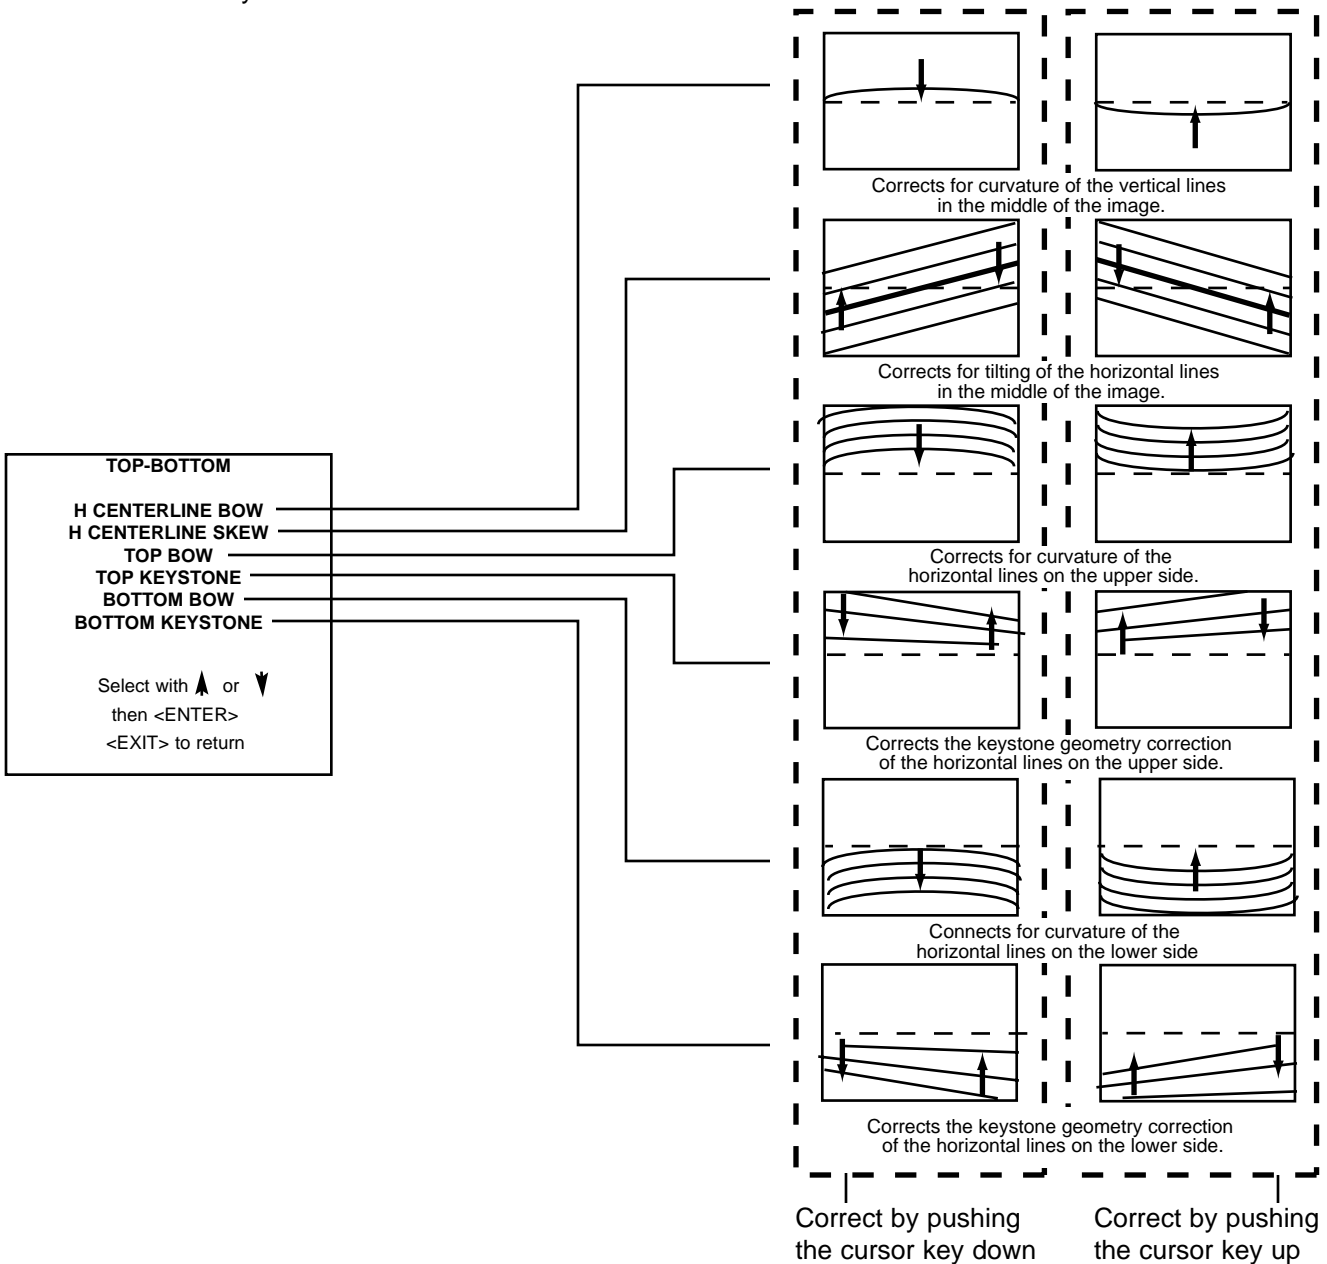 y
Corrects for curvature of the vertical lines
in the middle of the image.
Corrects for tilting of the horizontal lines
in the middle of the image.
TOP-BOTTOM
H CENTERLINE BOW
H CENTERLINE SKEW
TOP BOW
TOP KEYSTONE
BOTTOM BOW
BOTTOM KEYSTONE
Select with or
then <ENTER>
<EXIT> to return
Corrects for curvature of the
horizontal lines on the upper side.
Corrects the keystone geometry correction
of the horizontal lines on the upper side.
Connects for curvature of the
horizontal lines on the lower side
Corrects the keystone geometry correction
of the horizontal lines on the lower side.
Correct by pushing
the cursor key down
Correct by pushing
the cursor key up